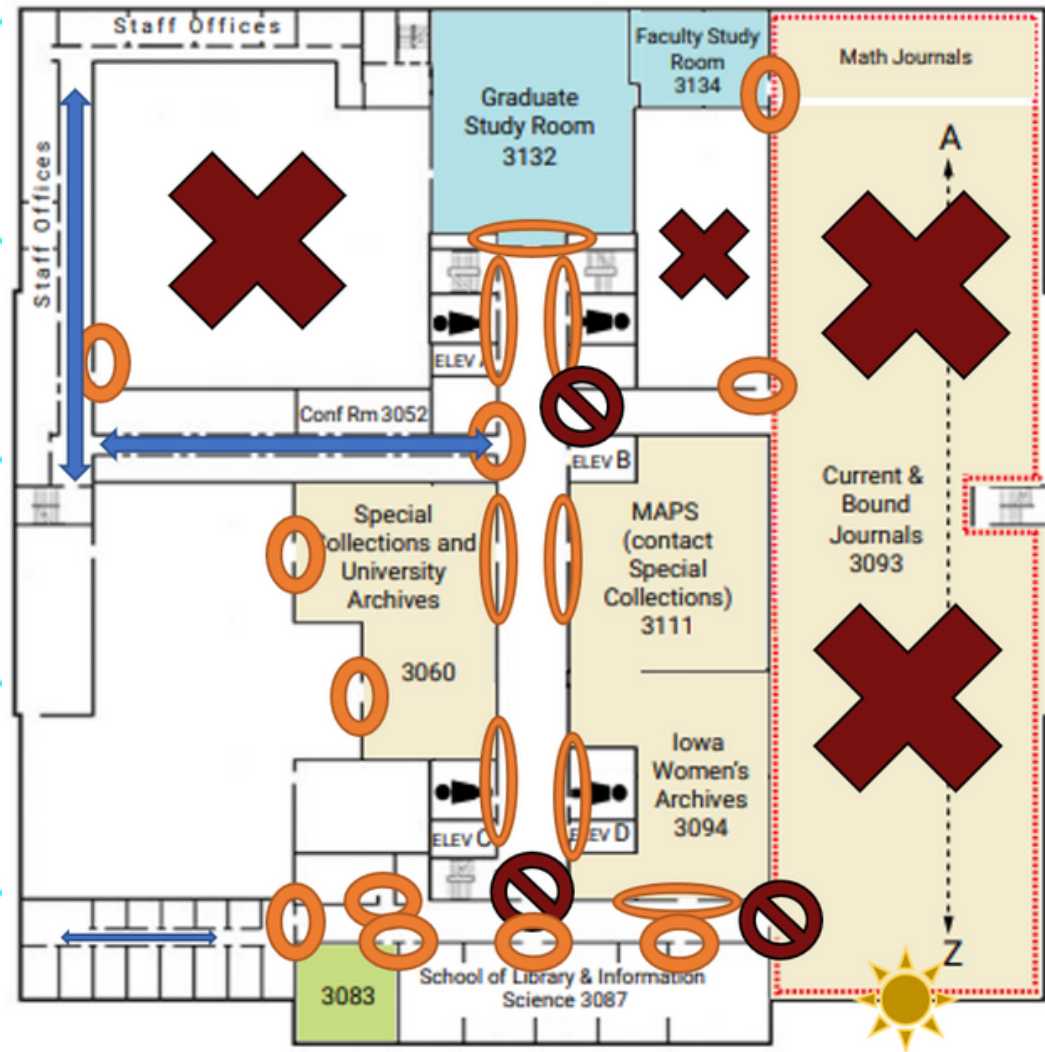 Staff Offices
Staff Offices
Graduate
Study Room
3132
Faculty Study
Room
3134
Math Journals
A
ELEV
Conf Rm 3052
ELEV B
Special
Collections and
University
Archives
3060
MAPS
(contact
Special
Collections)
3111
Current &
Bound
Journals
3093
Iowa
Women's
Archives
3094
ELEV C
ELEV D
Z
3083
School of Library & Information
Science 3087